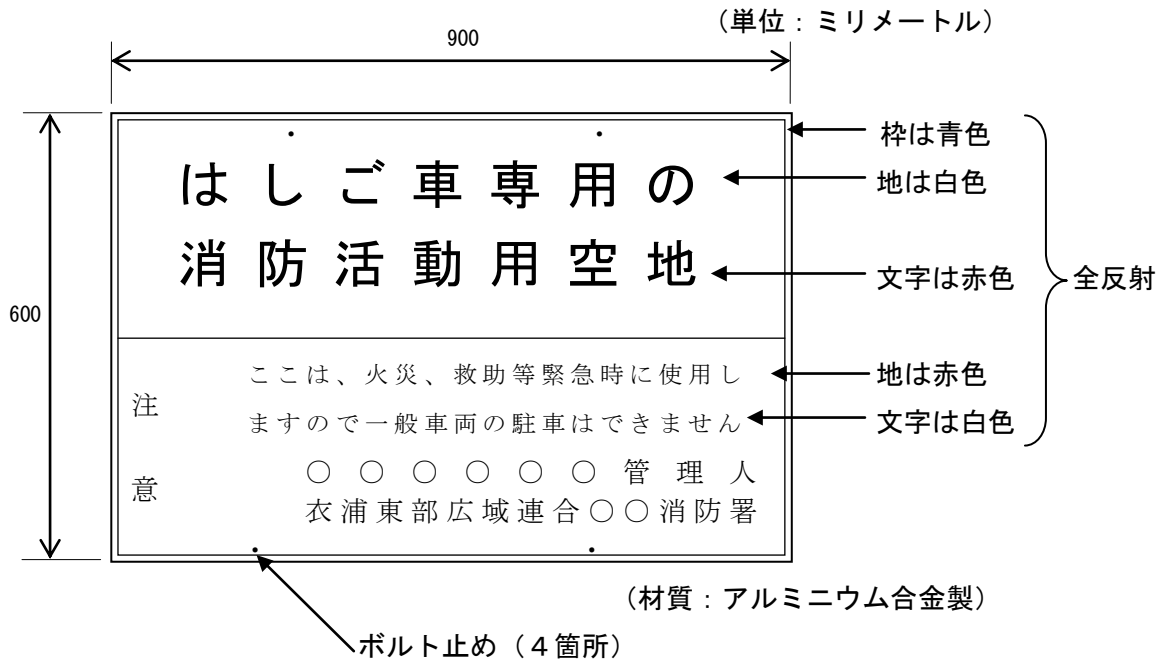 （単位：ミリメートル）
900
600
はしご車専用の
消防活動用空地
注意
ここは、火災、救助等緊急時に使用し
ますので一般車両の駐車はできません
○○○○○○管理人
衣浦東部広域連合○○消防署
枠は青色
地は白色
文字は赤色
地は赤色
文字は白色
全反射
（材質：アルミニウム合金製）
ボルト止め（４箇所）